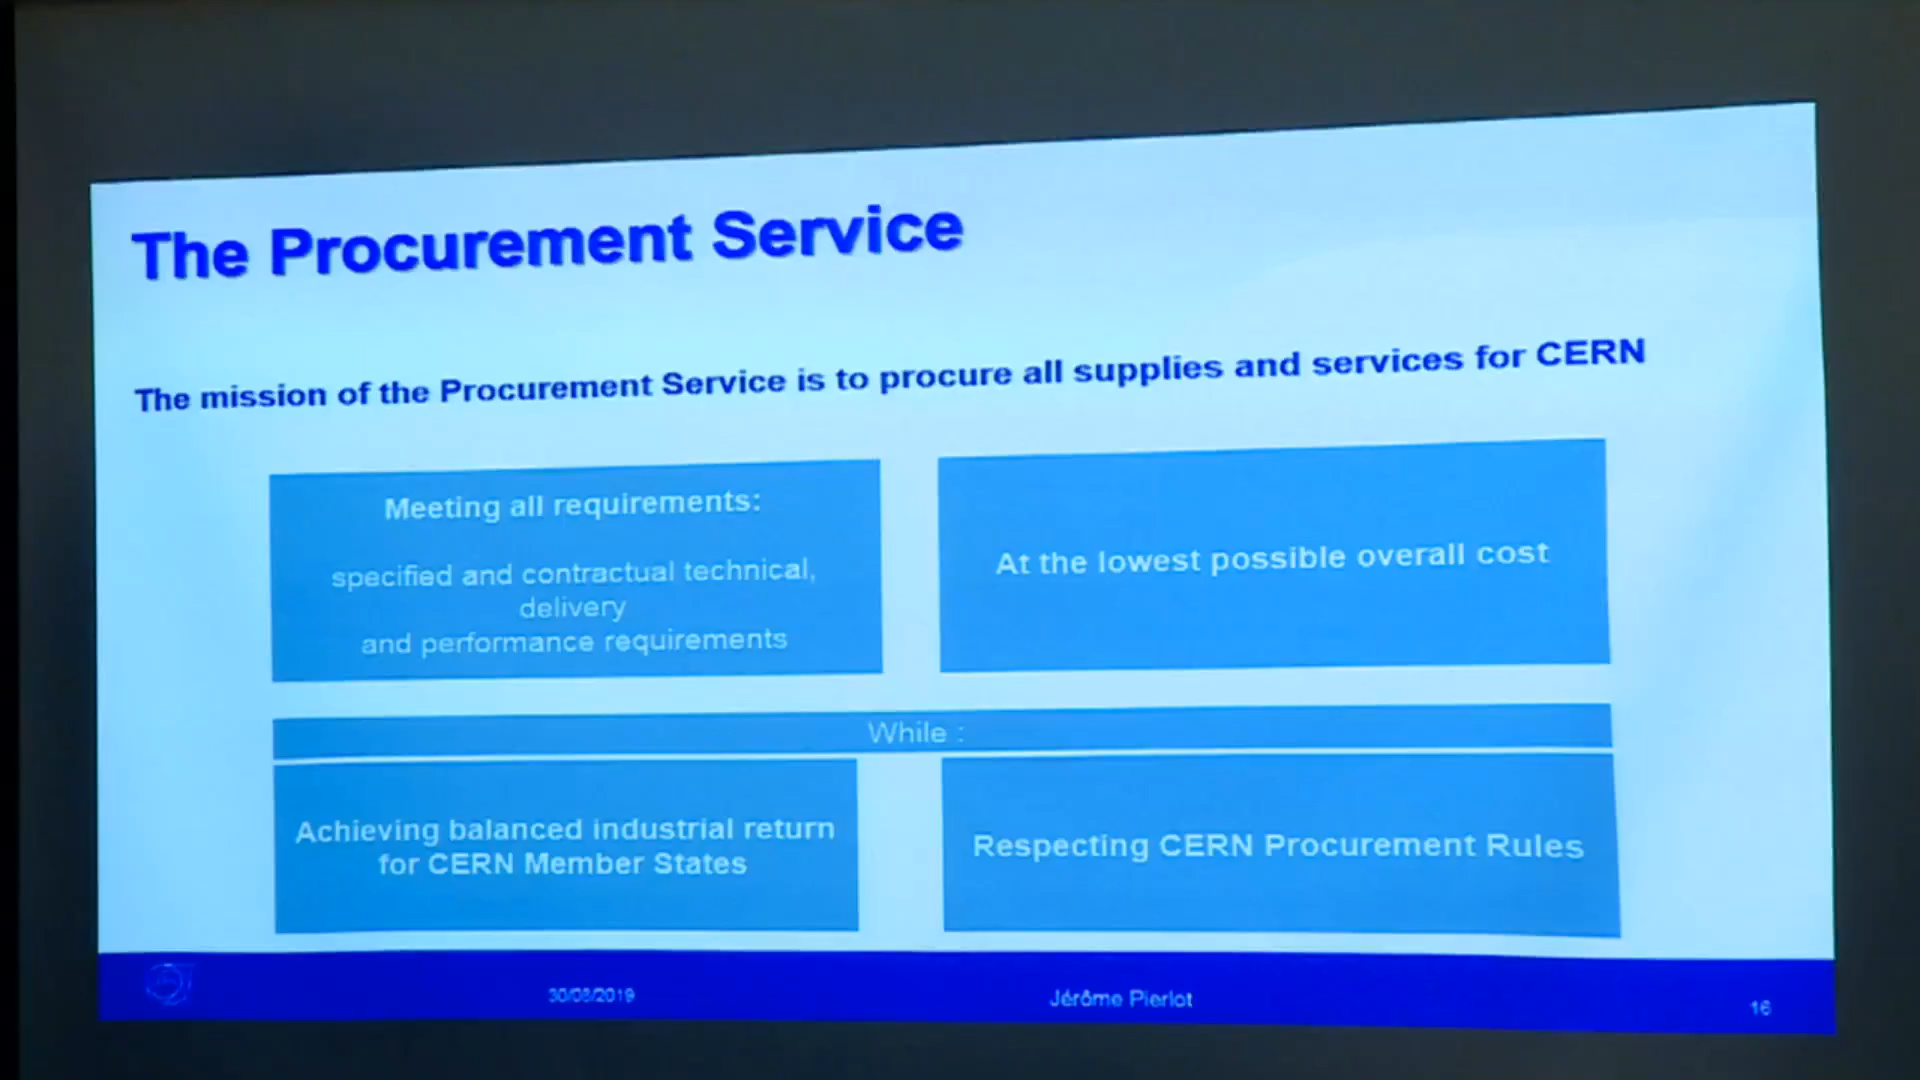 The Procurement Service
The mission of the Procurement Service is to procure all supplies and services for CERN
Meeting all requirements:
specified and contractual technical,
delivery
and performance requirements
At the lowest possible overall cost
While :
Achieving balanced industrial return
for CERN Member States
Respecting CERN Procurement Rules
30/08/2019
Jérôme Pierlot
16